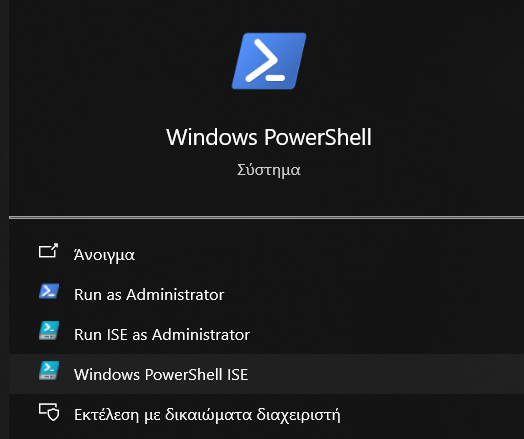 Windows PowerShell
Σύστημα
Άνοιγμα
Run as Administrator
Run ISE as Administrator
Windows PowerShell ISE
Εκτέλεση με δικαιώματα διαχειριστή